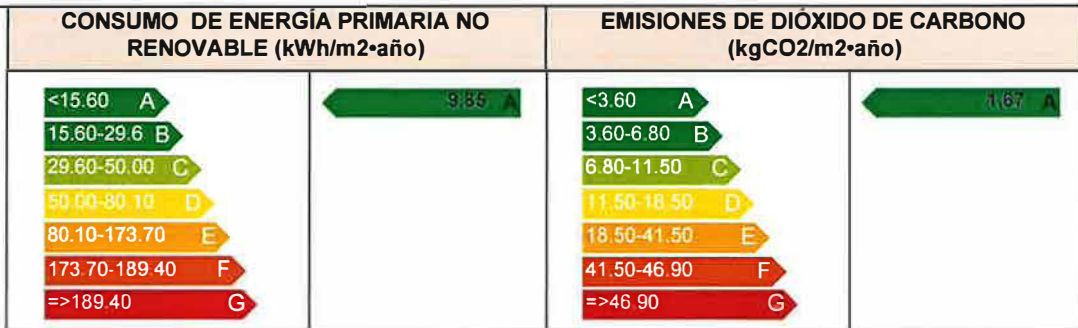 CONSUMO DE ENERGÍA PRIMARIA NO
RENOVABLE (kWh/m2•año)
<15.60 A
15.60-29.6 B
29.60-50.00 C
50.00-80.10 D
80.10-173.70 E
173.70-189.40 F
=>189.40 G
9.85 A
EMISIONES DE DIÓXIDO DE CARBONO
(kgCO2/m2•año)
<3.60 A
3.60-6.80 B
6.80-11.50 C
11.50-18.50 D
18.50-41.50 E
41.50-46.90 F
=>46.90 G
1.67 A